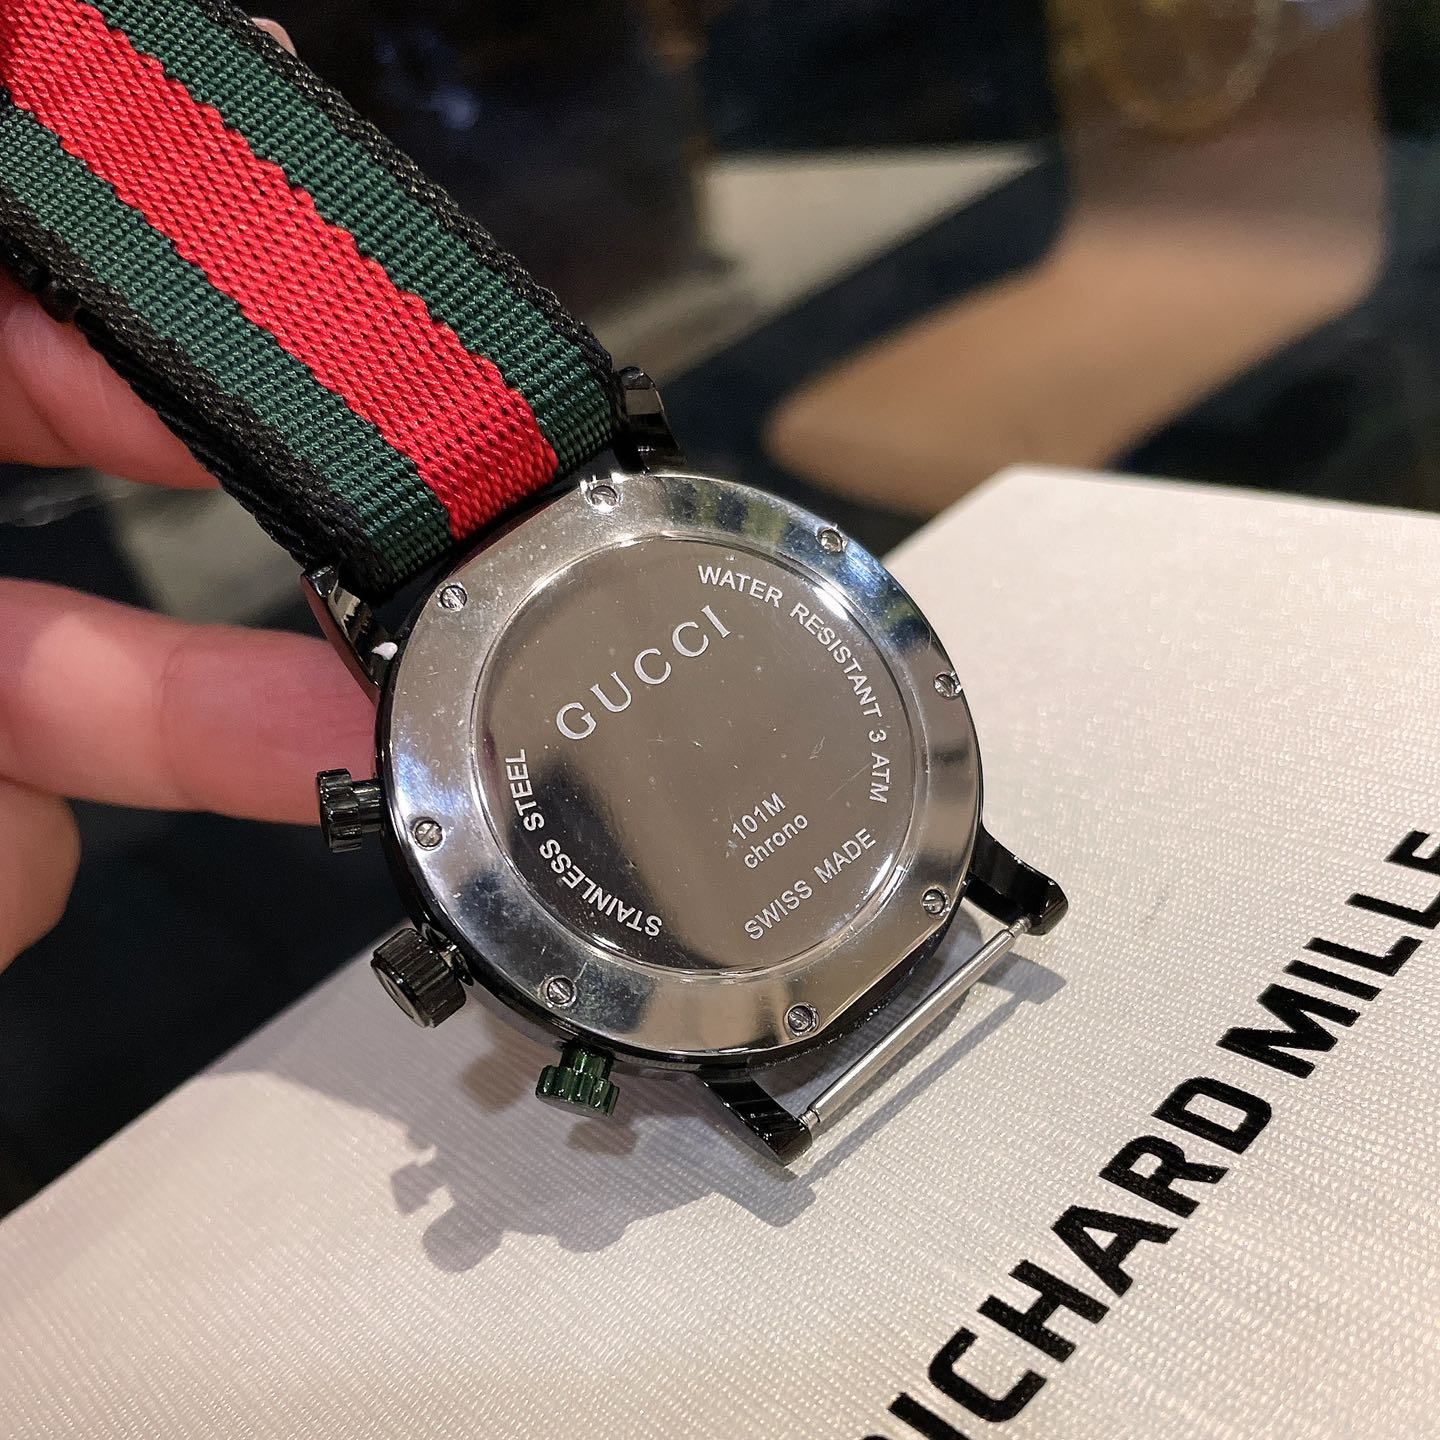 GUCCI
WATER RESISTANT 3 ATM
101M
chrono
SWISS MADE
STAINLESS STEEL
RICHARD MILLE